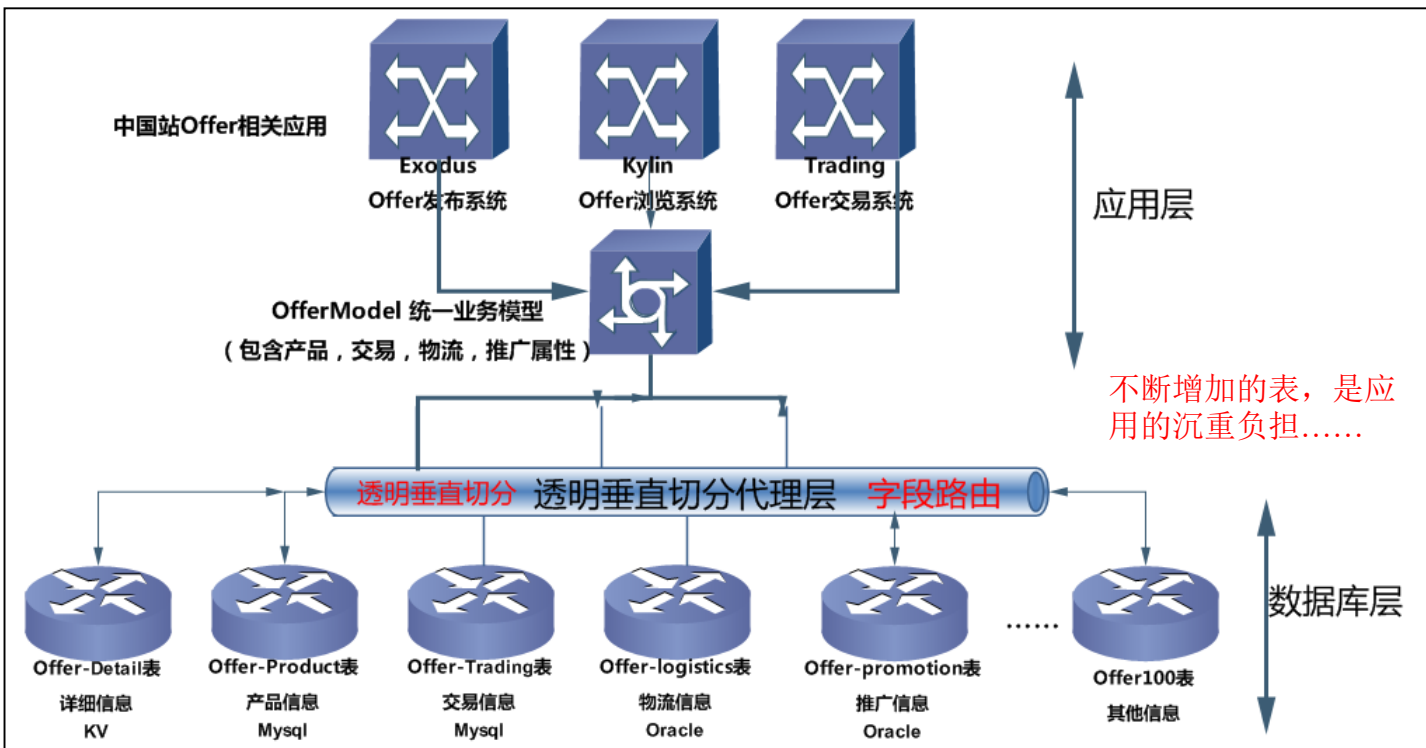 中国站Offer相关应用
Exodus
Kylin
Trading
Offer发布系统
Offer浏览系统
Offer交易系统
应用层
OfferModel 统一业务模型
（包含产品，交易，物流，推广属性）
不断增加的表，是应
用的沉重负担……
透明垂直切分
透明垂直切分代理层
字段路由
数据库层
……
Offer-Detail表
详细信息
KV
Offer-Product表
产品信息
Mysql
Offer-Trading表
交易信息
Mysql
Offer-logistics表
物流信息
Oracle
Offer-promotion表
推广信息
Oracle
Offer100表
其他信息